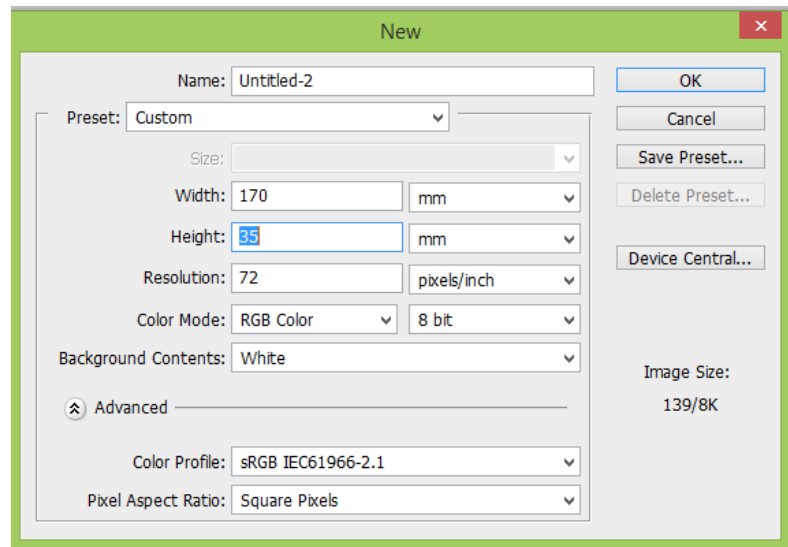 New
Name: Untitled-2
OK
Preset: Custom
Cancel
Size:
Save Preset...
Width: 170 mm
Delete Preset...
Height: 35 mm
Device Central...
Resolution: 72 pixels/inch
Color Mode: RGB Color 8 bit
Background Contents: White
Image Size:
139/8K
Advanced
Color Profile: sRGB IEC61966-2.1
Pixel Aspect Ratio: Square Pixels